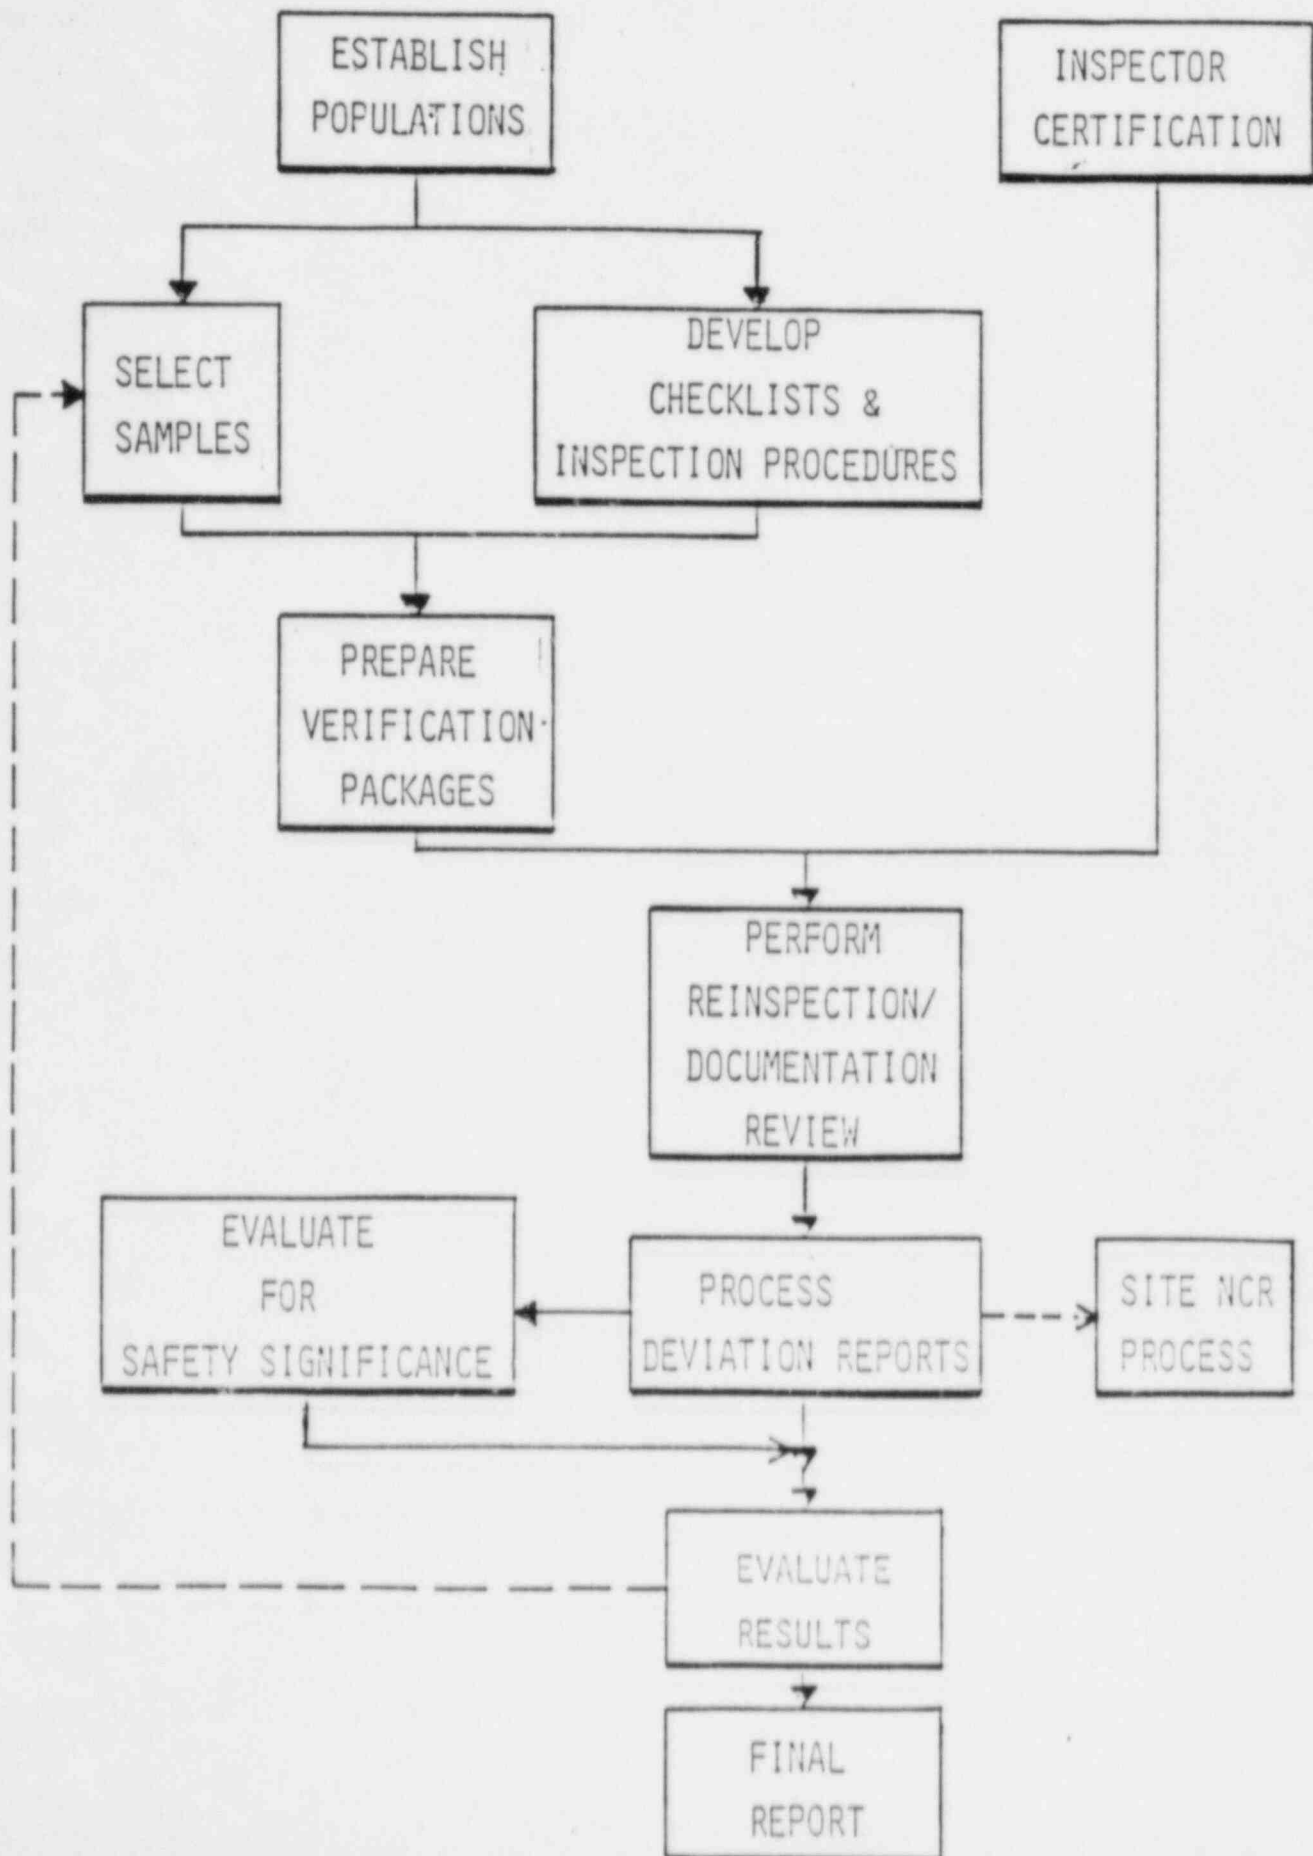 ESTABLISH
POPULATIONS
INSPECTOR
CERTIFICATION
SELECT
SAMPLES
DEVELOP
CHECKLISTS &
INSPECTION PROCEDURES
PREPARE
VERIFICATION
PACKAGES
PERFORM
REINSPECTION/
DOCUMENTATION
REVIEW
EVALUATE
FOR
SAFETY SIGNIFICANCE
PROCESS
DEVIATION REPORTS
SITE NCR
PROCESS
EVALUATE
RESULTS
FINAL
REPORT